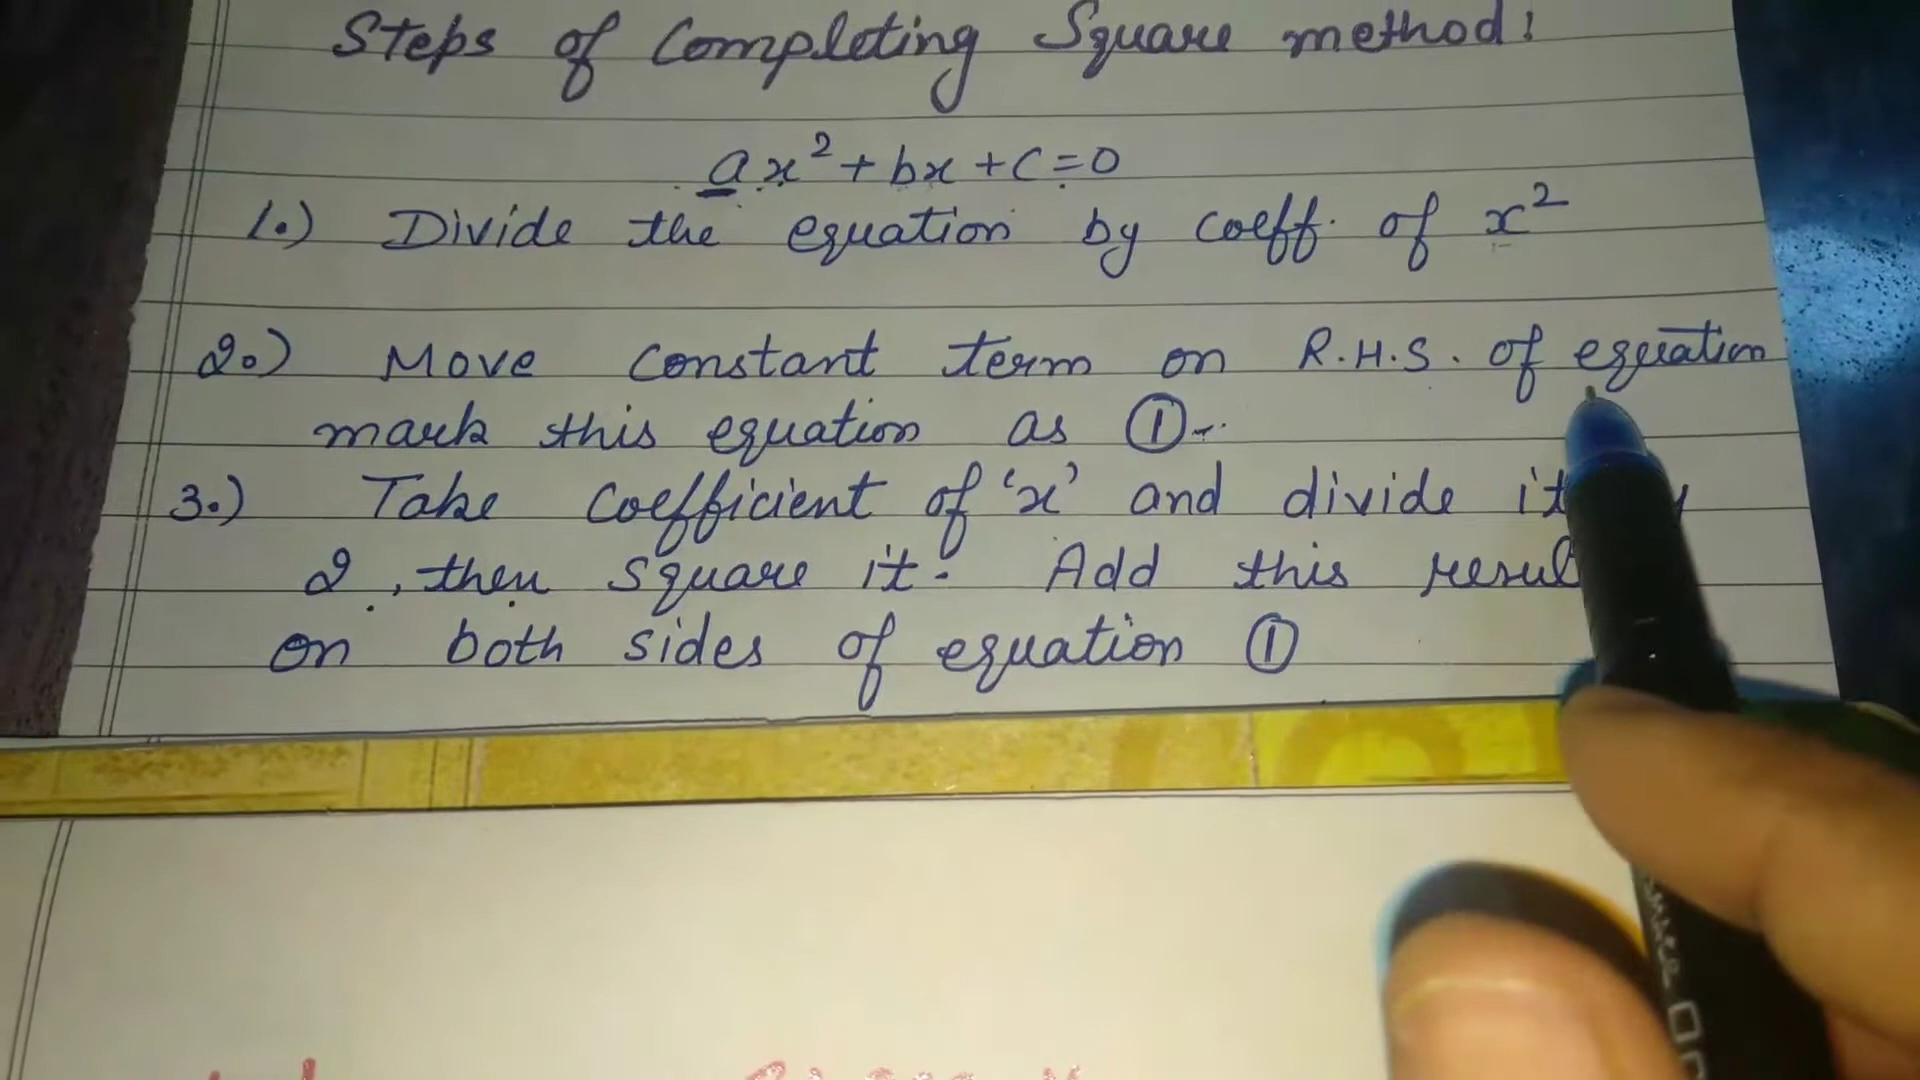 Steps of Completing Square method:
ax² + bx + c = 0
1.) Divide the equation by coeff. of x²
2.) Move constant term on R.H.S. of equation
mark this equation as ①
3.) Take coefficient of 'x' and divide it
2, then square it. Add this
on both sides of equation ①